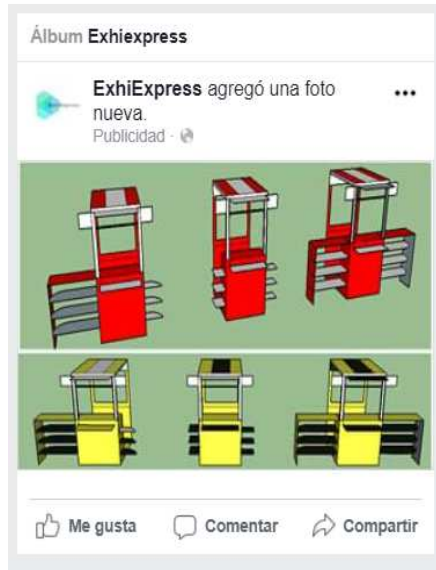 Álbum Exhiexpress
ExhiExpress agregó una foto
nueva.
Publicidad ·
Me gusta Comentar Compartir